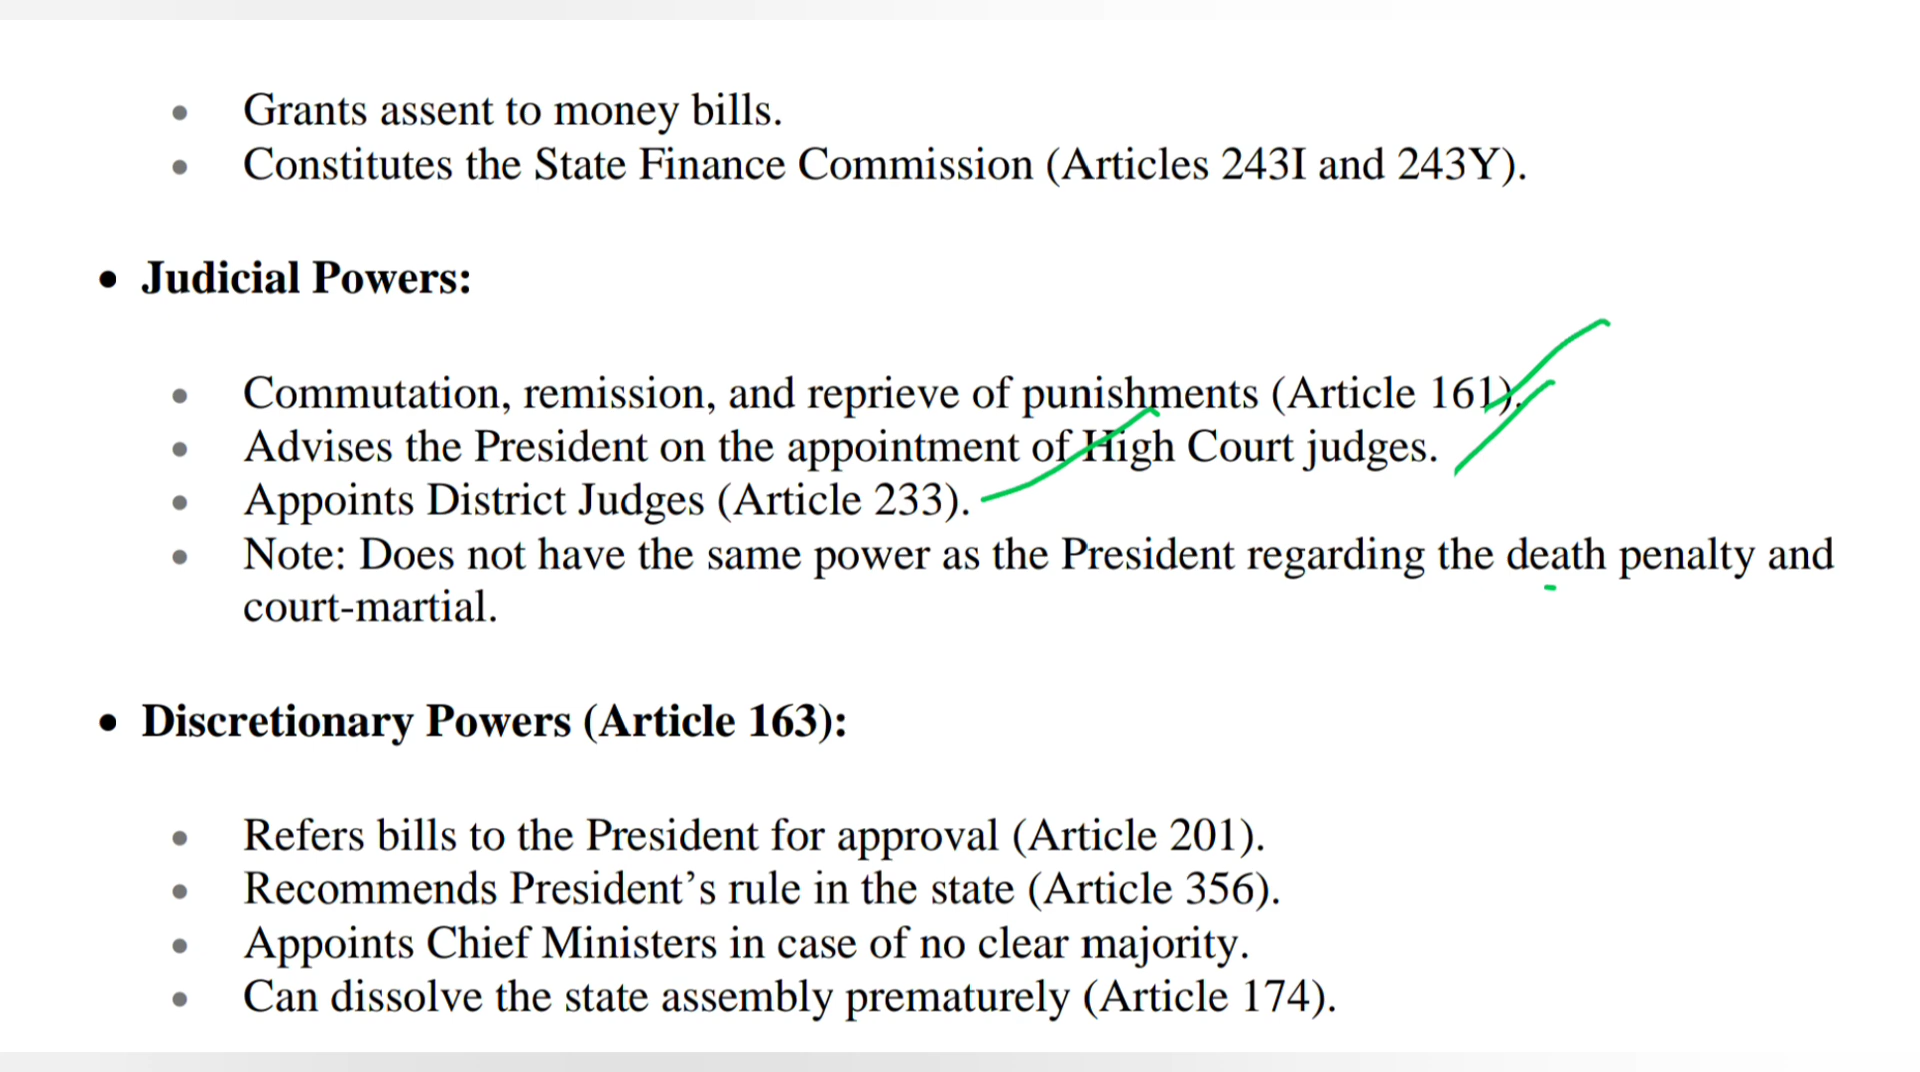 • Grants assent to money bills.
• Constitutes the State Finance Commission (Articles 243I and 243Y).
• Judicial Powers:
• Commutation, remission, and reprieve of punishments (Article 161).
• Advises the President on the appointment of High Court judges.
• Appoints District Judges (Article 233).
• Note: Does not have the same power as the President regarding the death penalty and
court-martial.
• Discretionary Powers (Article 163):
• Refers bills to the President for approval (Article 201).
• Recommends President’s rule in the state (Article 356).
• Appoints Chief Ministers in case of no clear majority.
• Can dissolve the state assembly prematurely (Article 174).